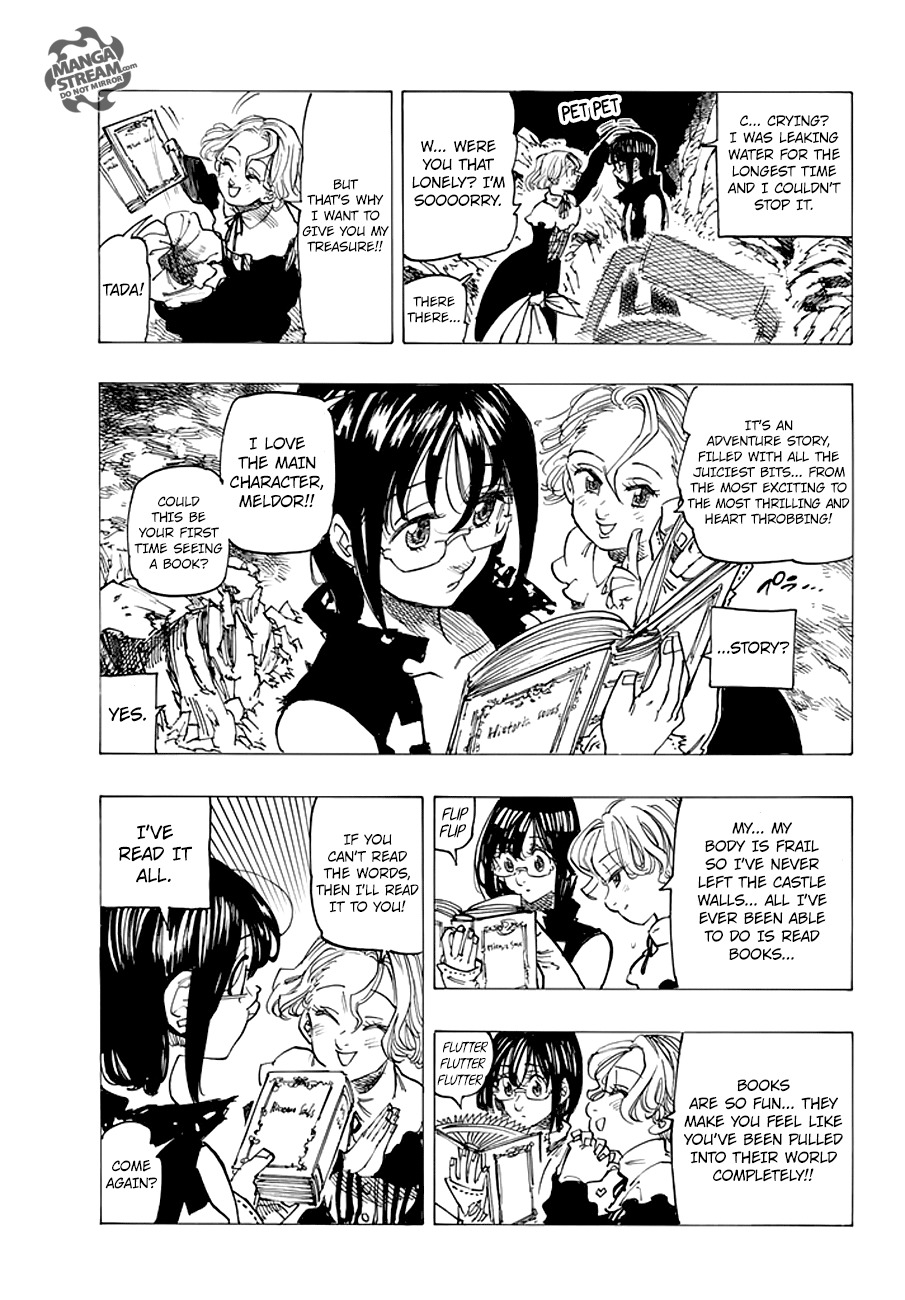 MANGA
STREAM.com
DO NOT MIRROR
C... CRYING?
I WAS LEAKING
WATER FOR THE
LONGEST TIME
AND I COULDN'T
STOP IT.
PET PET
W... WERE
YOU THAT
LONELY? I'M
SOOOORRY.
THERE
THERE...
BUT
THAT'S WHY
I WANT TO
GIVE YOU MY
TREASURE!!
TADA!
IT'S AN
ADVENTURE STORY,
FILLED WITH ALL THE
JUICIEST BITS... FROM
THE MOST EXCITING TO
THE MOST THRILLING AND
HEART THROBBING!
...STORY?
I LOVE
THE MAIN
CHARACTER,
MELDOR!!
COULD
THIS BE
YOUR FIRST
TIME SEEING
A BOOK?
YES.
MY... MY
BODY IS FRAIL
SO I'VE NEVER
LEFT THE CASTLE
WALLS... ALL I'VE
EVER BEEN ABLE
TO DO IS READ
BOOKS...
FLIP
FLIP
BOOKS
ARE SO FUN... THEY
MAKE YOU FEEL LIKE
YOU'VE BEEN PULLED
INTO THEIR WORLD
COMPLETELY!!
FLUTTER
FLUTTER
FLUTTER
IF YOU
CAN'T READ
THE WORDS,
THEN I'LL READ
IT TO YOU!
I'VE
READ IT
ALL.
COME
AGAIN?